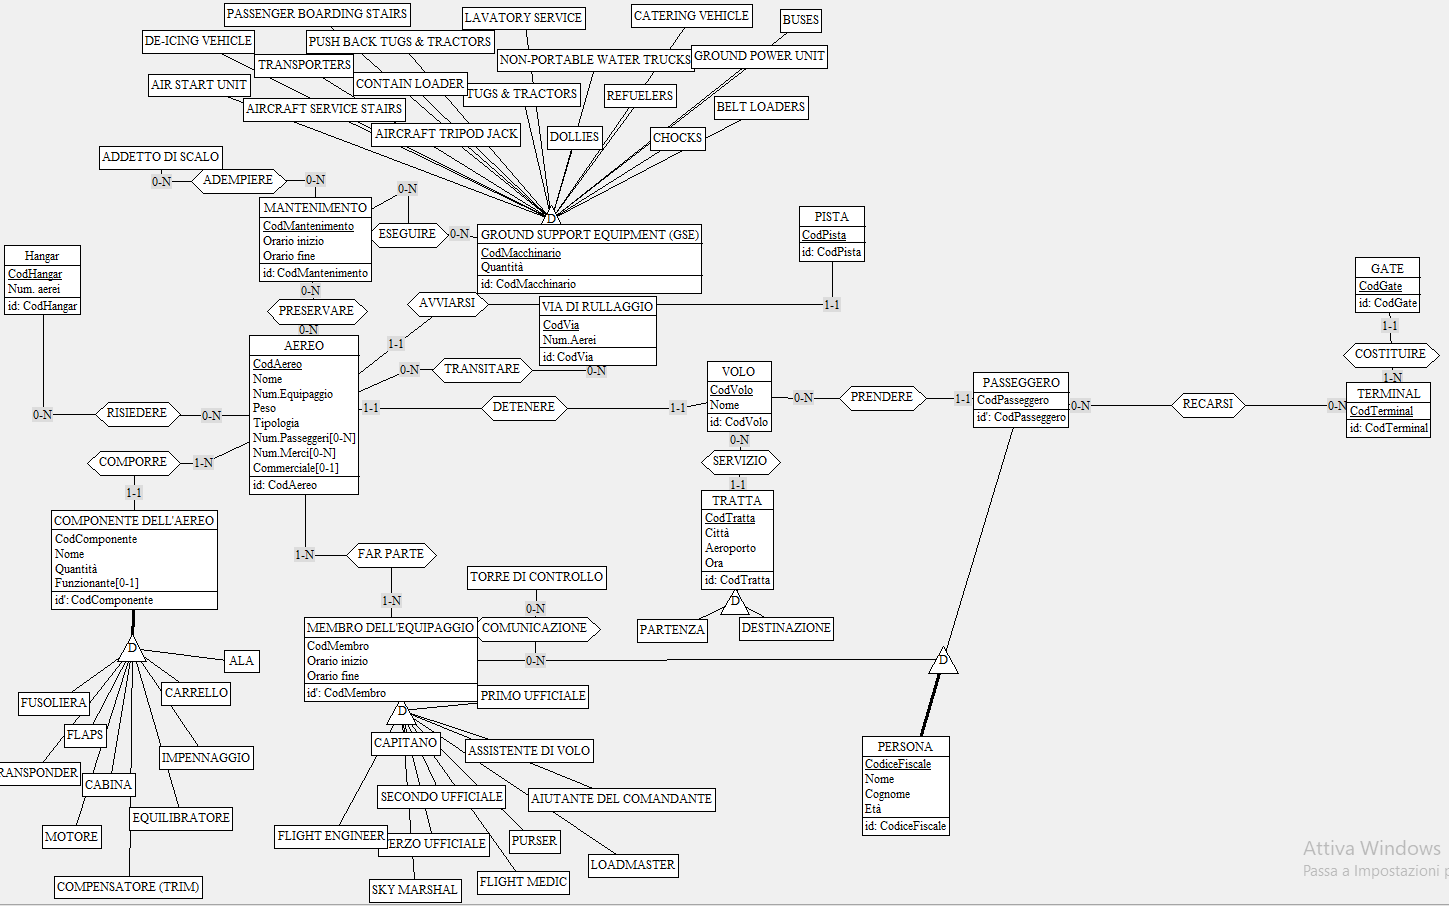 PASSENGER BOARDING STAIRS
LAVATORY SERVICE
CATERING VEHICLE
BUSES
DE-ICING VEHICLE
PUSH BACK TUGS & TRACTORS
TRANSPORTERS
NON-PORTABLE WATER TRUCKS
GROUND POWER UNIT
AIR START UNIT
CONTAIN LOADER
TUGS & TRACTORS
REFUELERS
AIRCRAFT SERVICE STAIRS
BELT LOADERS
AIRCRAFT TRIPOD JACK
DOLLIES
CHOCKS
D
ADDETTO DI SCALO
0-N
ADEMPIERE
0-N
MANTENIMENTO
CodMantenimento
Orario inizio
Orario fine
id: CodMantenimento
0-N
ESEGUIRE
0-N
GROUND SUPPORT EQUIPMENT (GSE)
CodMacchinario
Quantità
id: CodMacchinario
PISTA
CodPista
id: CodPista
1-1
Hangar
CodHangar
Num. aerei
id: CodHangar
GATE
CodGate
id: CodGate
1-1
COSTITUIRE
1-N
TERMINAL
CodTerminal
id: CodTerminal
0-N
PRESERVARE
0-N
AVVIARSI
1-1
VIA DI RULLAGGIO
CodVia
Num.Aerei
id: CodVia
0-N
TRANSITARE
0-N
AEREO
CodAereo
Nome
Num.Equipaggio
Peso
Tipologia
Num.Passeggeri[0-N]
Num.Merci[0-N]
Commerciale[0-1]
id: CodAereo
0-N
RISIEDERE
0-N
1-1
DETENERE
1-1
VOLO
CodVolo
Nome
id: CodVolo
0-N
PRENDERE
1-1
PASSEGGERO
CodPasseggero
id': CodPasseggero
0-N
RECARSI
0-N
COMPORRE
1-N
1-1
0-N
SERVIZIO
1-1
TRATTA
CodTratta
Città
Aeroporto
Ora
id: CodTratta
D
PARTENZA
DESTINAZIONE
COMPONENTE DELL'AEREO
CodComponente
Nome
Quantità
Funzionante[0-1]
id': CodComponente
D
1-N
FAR PARTE
1-N
TORRE DI CONTROLLO
0-N
COMUNICAZIONE
0-N
MEMBRO DELL'EQUIPAGGIO
CodMembro
Orario inizio
Orario fine
id': CodMembro
D
D
ALA
FUSOLIERA
CARRELLO
FLAPS
IMPENNAGGIO
RANSPONDER
CABINA
EQUILIBRATORE
MOTORE
COMPENSATORE (TRIM)
PRIMO UFFICIALE
CAPITANO
ASSISTENTE DI VOLO
SECONDO UFFICIALE
AIUTANTE DEL COMANDANTE
FLIGHT ENGINEER
ERZO UFFICIALE
PURSER
LOADMASTER
SKY MARSHAL
FLIGHT MEDIC
PERSONA
CodiceFiscale
Nome
Cognome
Età
id: CodiceFiscale
Attiva Windows
Passa a Impostazioni p